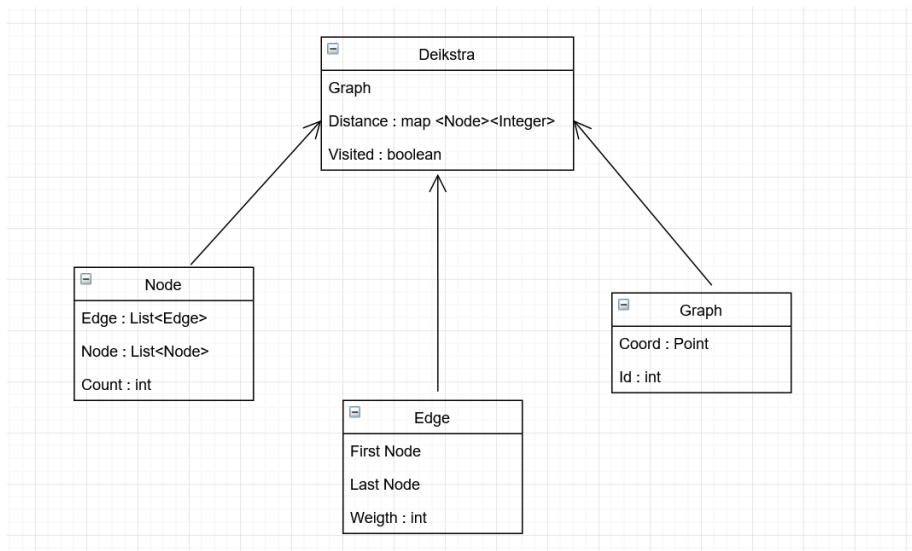 Deikstra
Graph
Distance : map <Node><Integer>
Visited : boolean
Node
Edge : List<Edge>
Node : List<Node>
Count : int
Edge
First Node
Last Node
Weigth : int
Graph
Coord : Point
Id : int